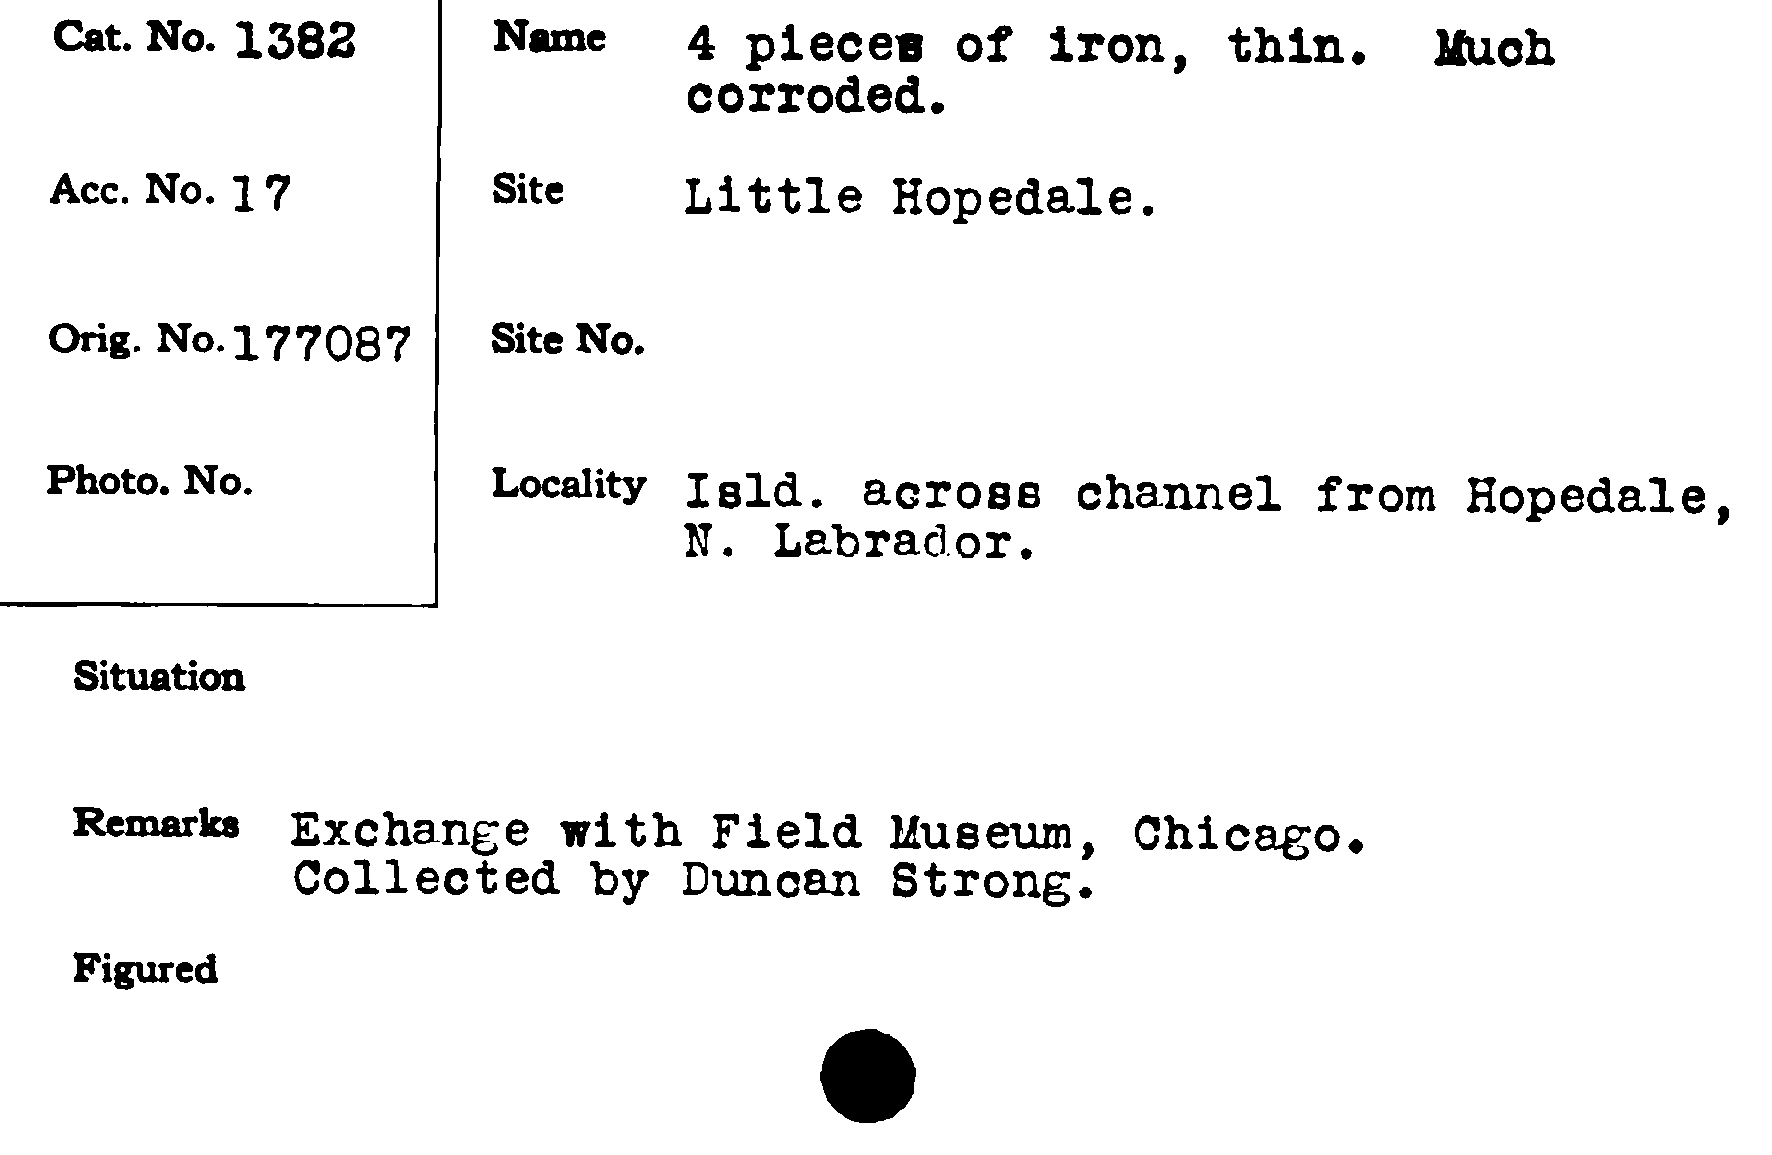 Cat. No. 1382
Name 4 pieces of iron, thin. Much
corroded.
Acc. No. 17
Site Little Hopedale.
Orig. No. 177087
Site No.
Photo. No.
Locality Isld. across channel from Hopedale,
N. Labrador.
Situation
Remarks Exchange with Field Museum, Chicago.
Collected by Duncan Strong.
Figured